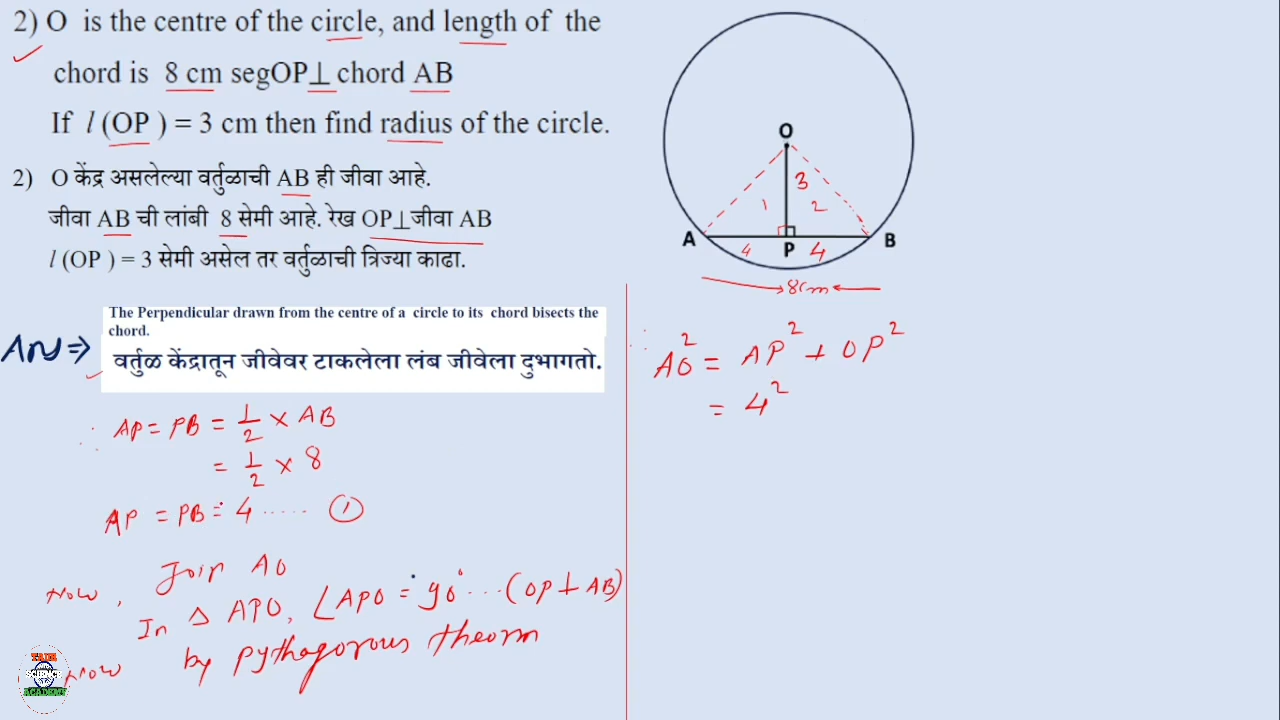 2) O is the centre of the circle, and length of the
chord is 8 cm segOP⊥ chord AB
If l (OP ) = 3 cm then find radius of the circle.
2) O केंद्र असलेल्या वर्तुळाची AB ही जीवा आहे.
जीवा AB ची लांबी 8 सेमी आहे. रेख OP⊥जीवा AB
l (OP ) = 3 सेमी असेल तर वर्तुळाची त्रिज्या काढा.
The Perpendicular drawn from the centre of a circle to its chord bisects the
chord.
Ans ⇒
वर्तुळ केंद्रातून जीवेवर टाकलेला लंब जीवेला दुभागतो.
∴ AP = PB = 1/2 × AB
= 1/2 × 8
AP = PB = 4 ..... ①
Now, Join AO
In Δ APO, ∠APO = 90° ...(OP⊥AB)
Now by pythagorous theorm
O
3
1 2
A P B
4 4
8cm
∴ AO² = AP² + OP²
= 4²
SCIENCE
ACADEMY